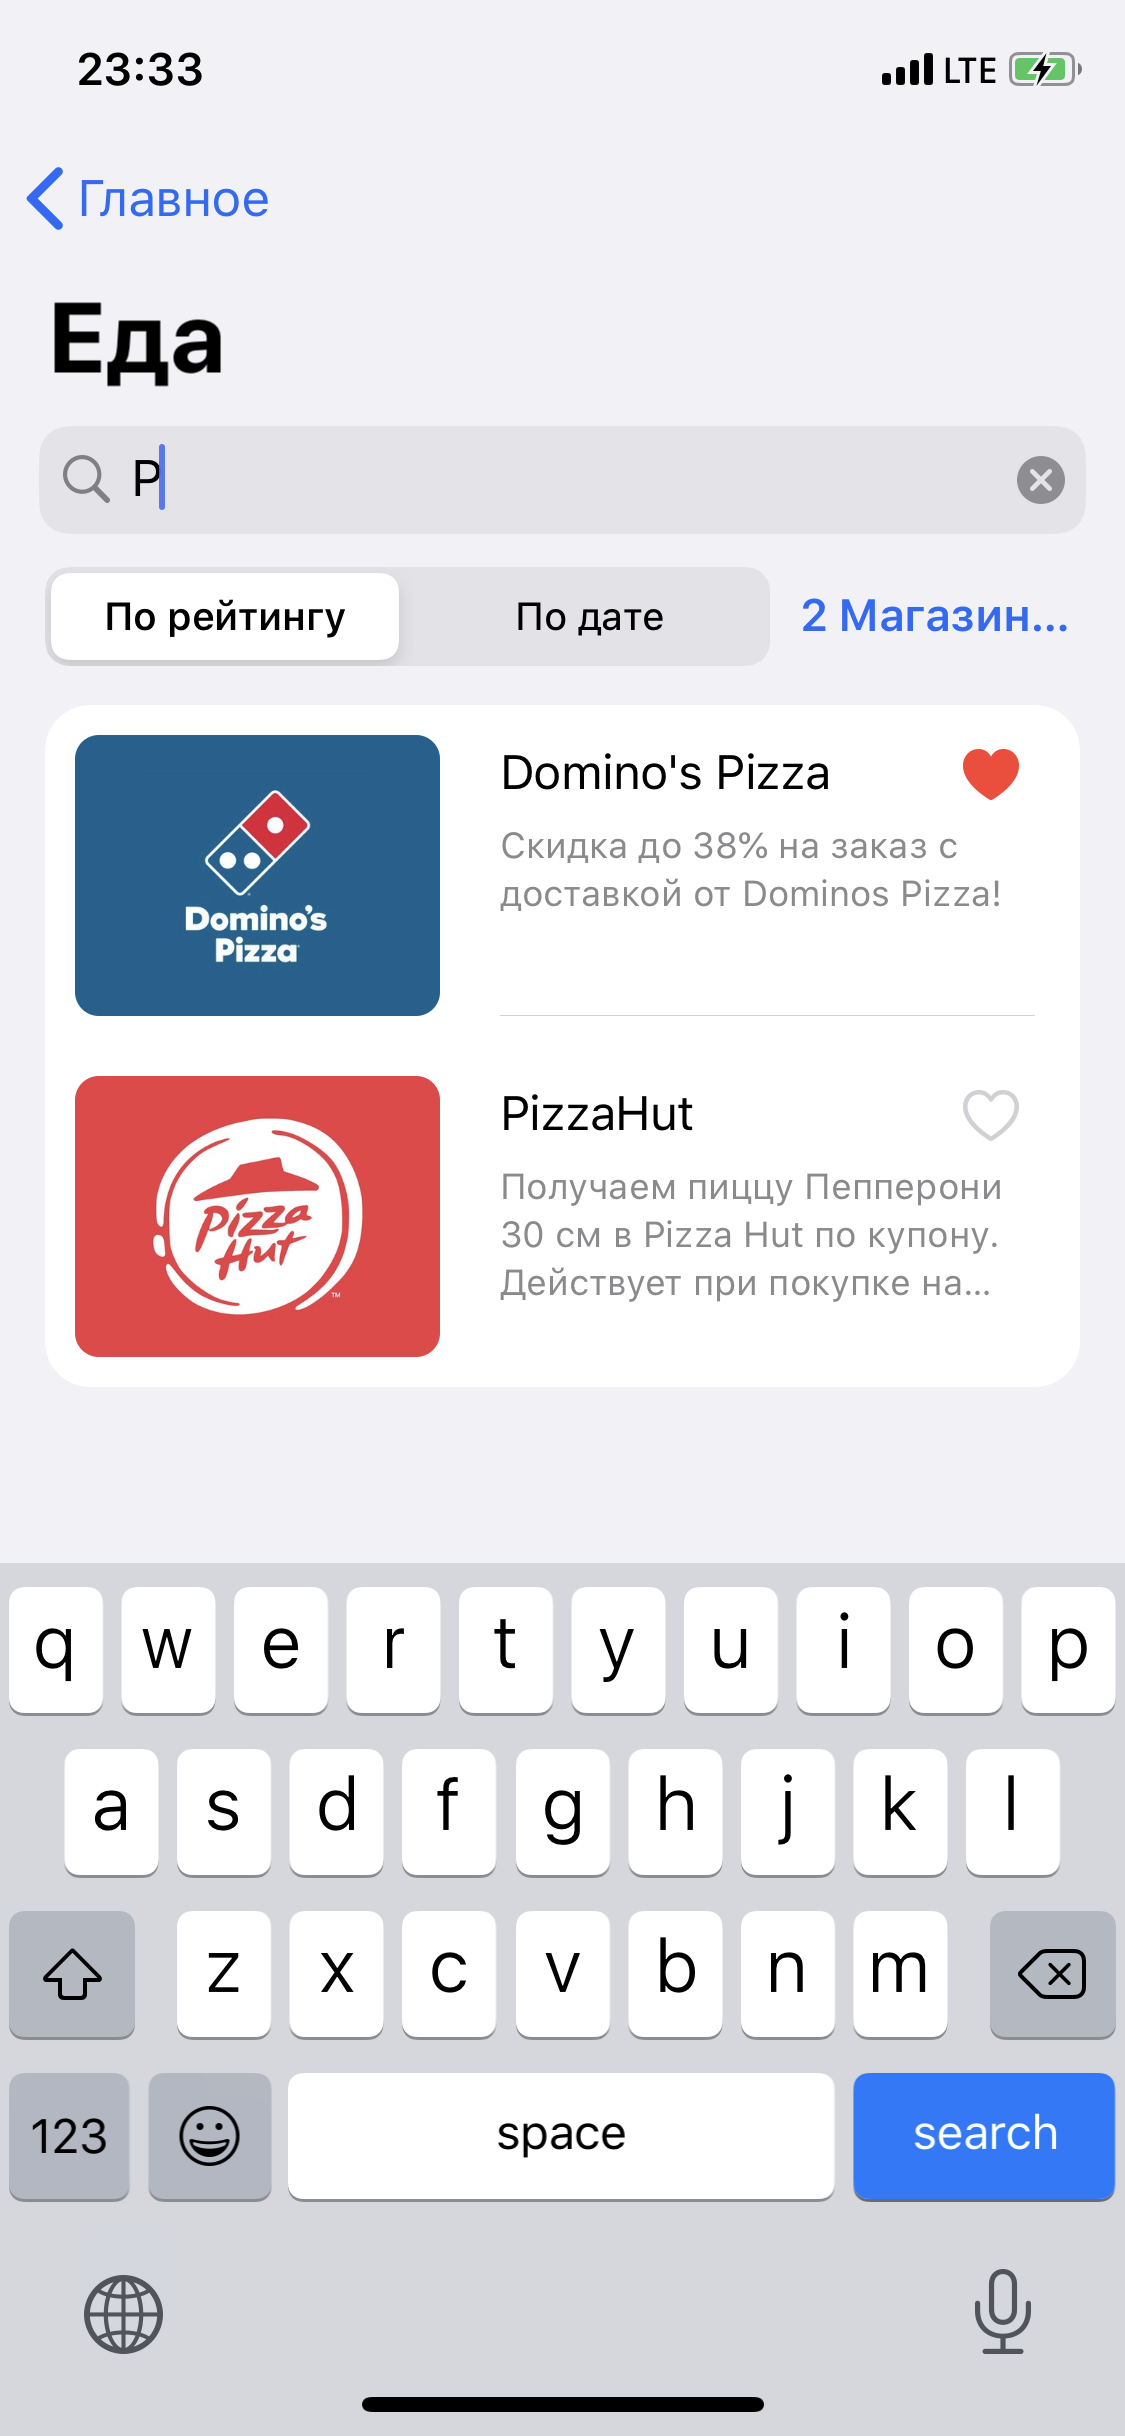 23:33
LTE
Главное
Еда
P
По рейтингу
По дате
2 Магазин...
Domino's Pizza
Скидка до 38% на заказ с
доставкой от Dominos Pizza!
Domino's
Pizza
PizzaHut
Получаем пиццу Пепперони
30 см в Pizza Hut по купону.
Действует при покупке на...
Pizza
Hut
TM
q w e r t y u i o p
a s d f g h j k l
z x c v b n m
123
space
search